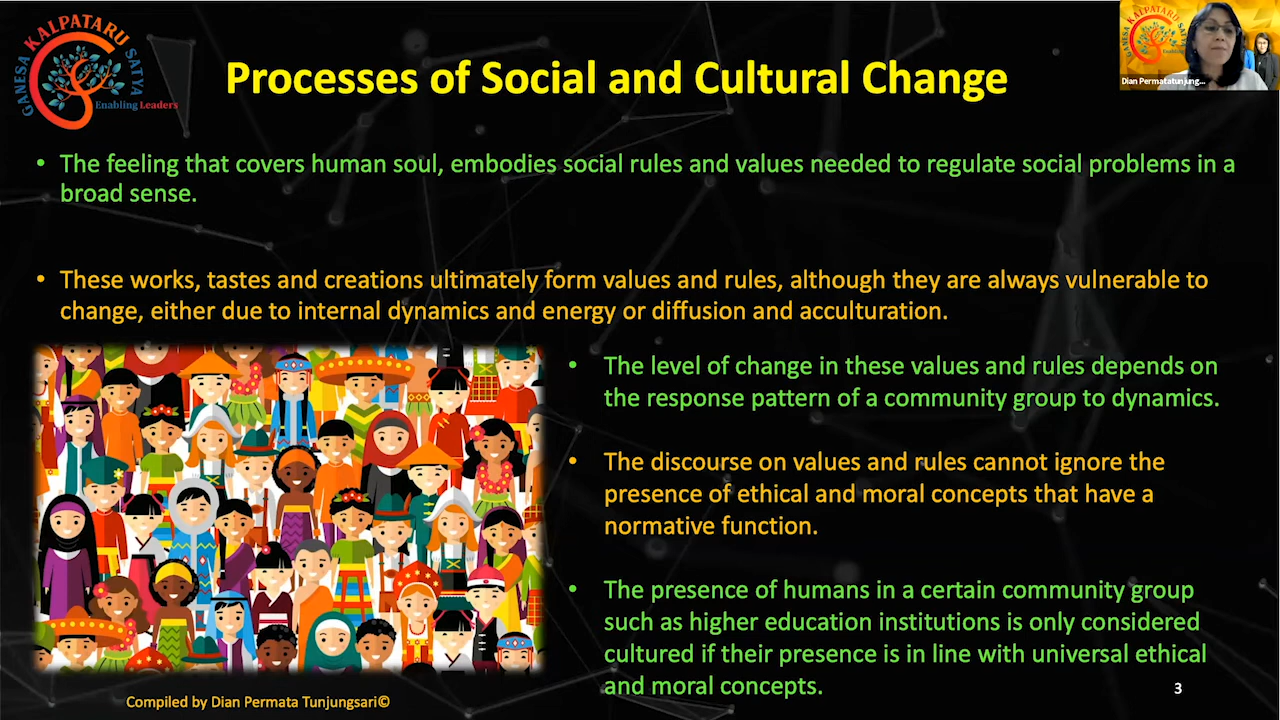 GANESA KALPATARU SATYA
Enabling Leaders
Processes of Social and Cultural Change
GANESA KALPATARU SATYA
Enabling
Dian Permatatunjung...
• The feeling that covers human soul, embodies social rules and values needed to regulate social problems in a
broad sense.
• These works, tastes and creations ultimately form values and rules, although they are always vulnerable to
change, either due to internal dynamics and energy or diffusion and acculturation.
• The level of change in these values and rules depends on
the response pattern of a community group to dynamics.
• The discourse on values and rules cannot ignore the
presence of ethical and moral concepts that have a
normative function.
• The presence of humans in a certain community group
such as higher education institutions is only considered
cultured if their presence is in line with universal ethical
and moral concepts.
Compiled by Dian Permata Tunjungsari©
3